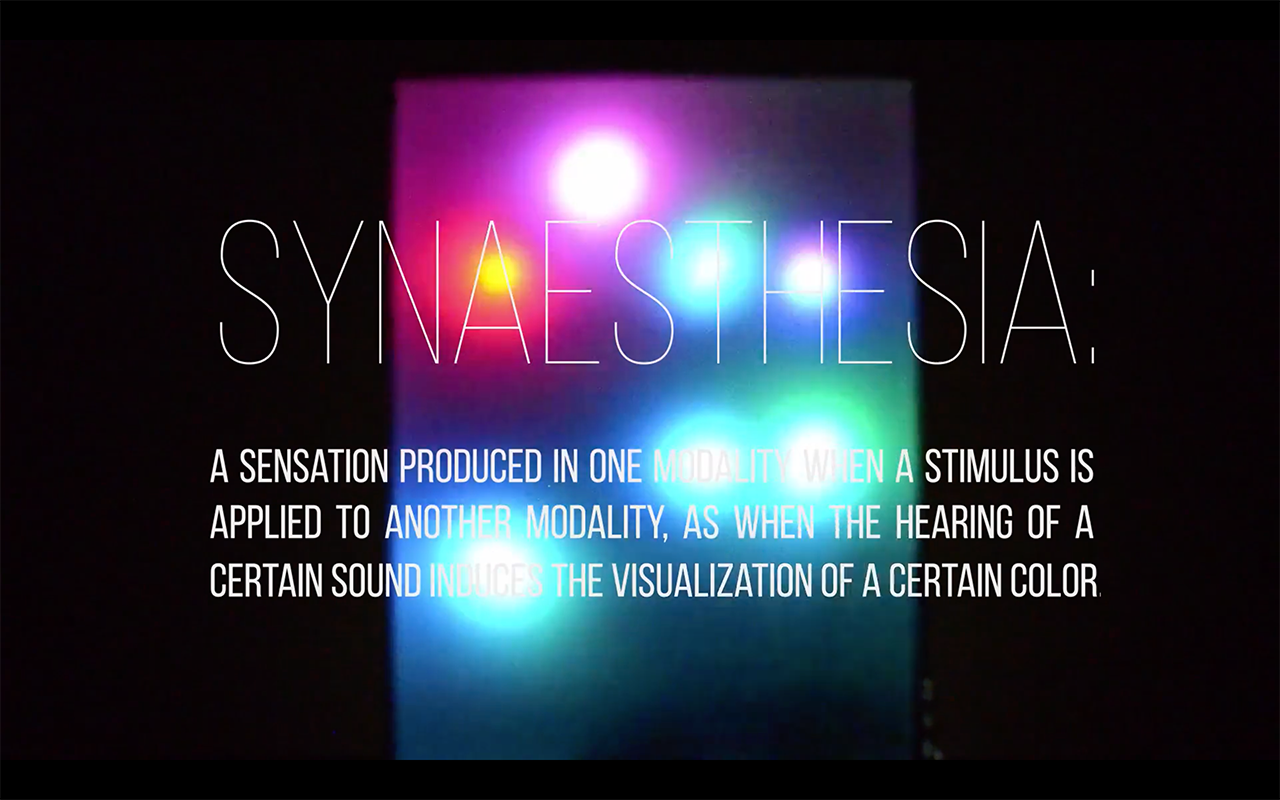 SYNAESTHESIA:
A SENSATION PRODUCED IN ONE MODALITY WHEN A STIMULUS IS
APPLIED TO ANOTHER MODALITY, AS WHEN THE HEARING OF A
CERTAIN SOUND INDUCES THE VISUALIZATION OF A CERTAIN COLOR.